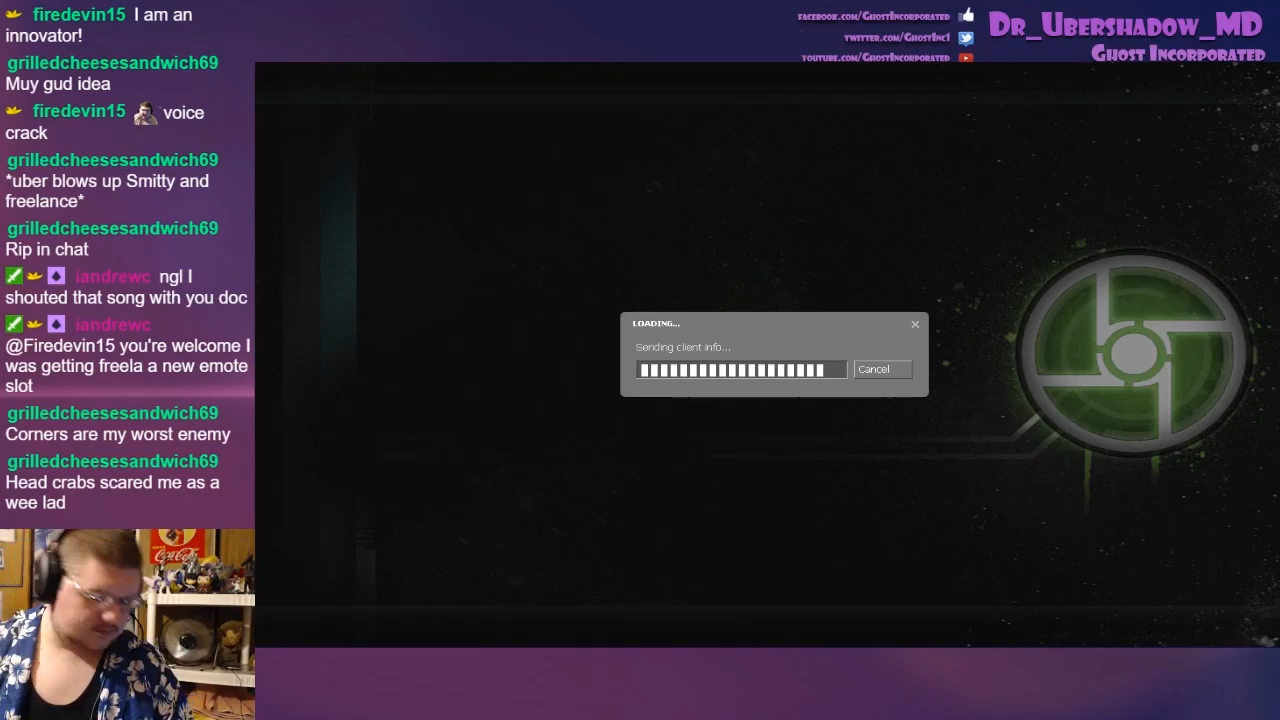 firedevin15 I am an
innovator!
grilledcheesesandwich69
Muy gud idea
firedevin15 voice
crack
grilledcheesesandwich69
*uber blows up Smitty and
freelance*
grilledcheesesandwich69
Rip in chat
iandrewc ngl I
shouted that song with you doc
iandrewc
@Firedevin15 you're welcome I
was getting freela a new emote
slot
grilledcheesesandwich69
Corners are my worst enemy
grilledcheesesandwich69
Head crabs scared me as a
wee lad
facebook.com/GhostIncorporated
twitter.com/GhostInc1
youtube.com/GhostIncorporated
Dr_Ubershadow_MD
Ghost Incorporated
LOADING...
Sending client info...
Cancel
Coca-Cola